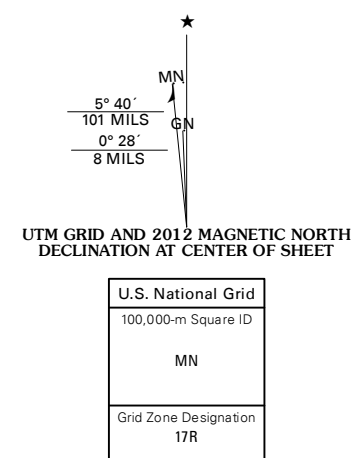 ★
MN
5° 40´
101 MILS
GN
0° 28´
8 MILS
UTM GRID AND 2012 MAGNETIC NORTH
DECLINATION AT CENTER OF SHEET
U.S. National Grid
100,000-m Square ID
MN
Grid Zone Designation
17R